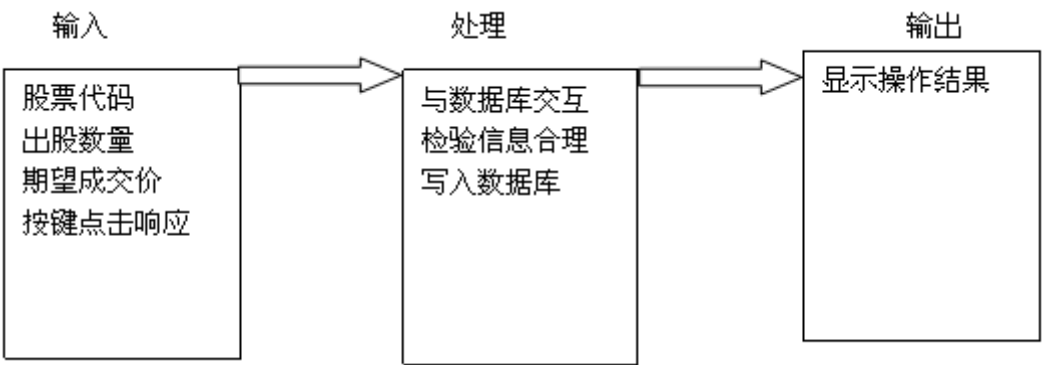 输入
股票代码
出股数量
期望成交价
按键点击响应
处理
与数据库交互
检验信息合理
写入数据库
输出
显示操作结果